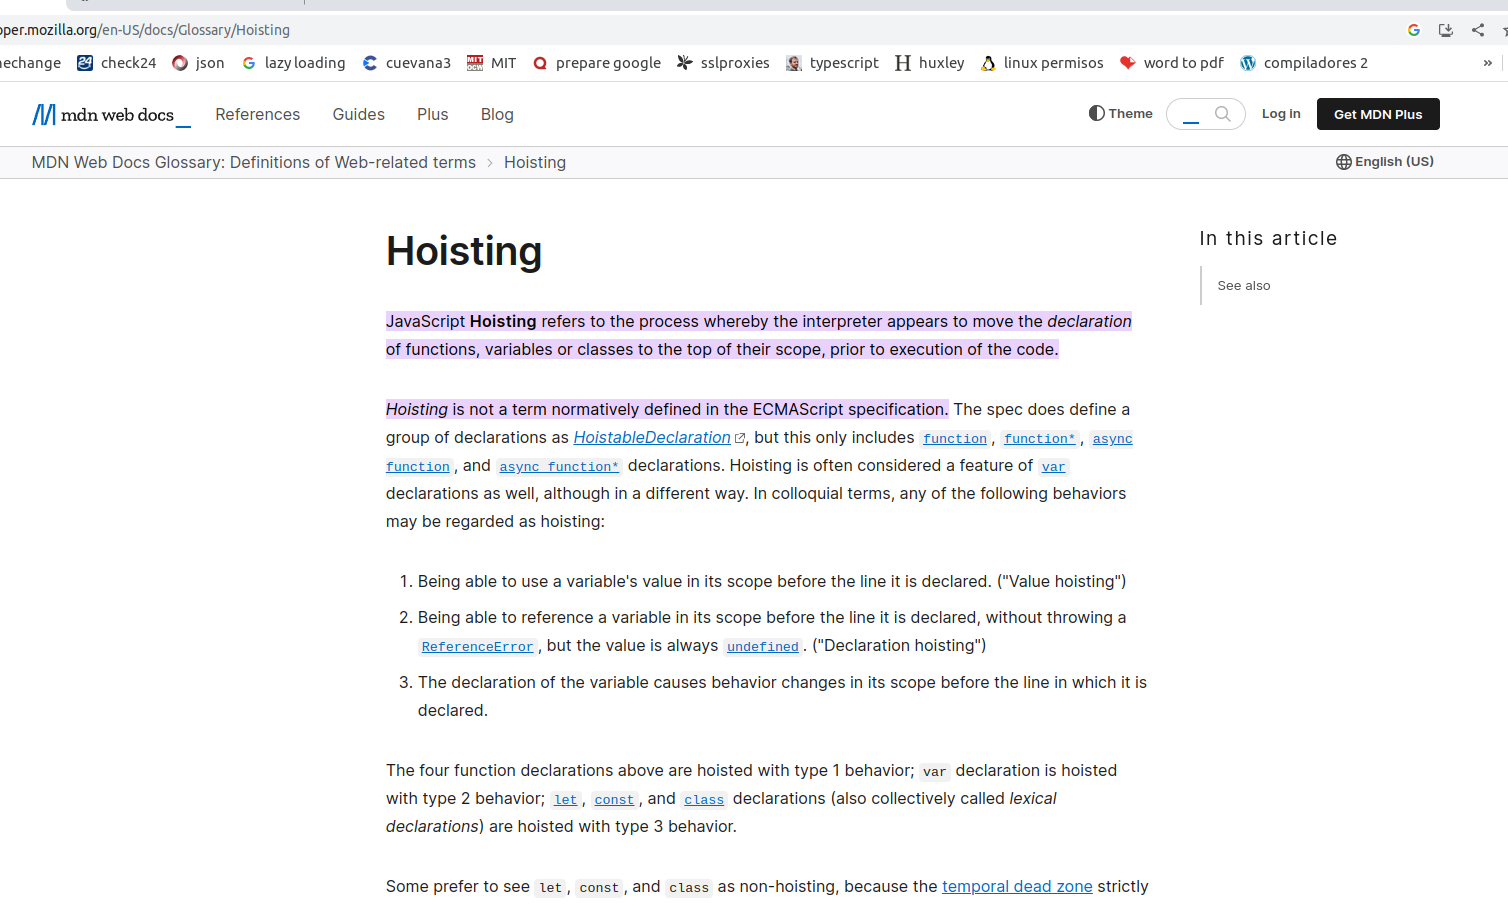 oper.mozilla.org/en-US/docs/Glossary/Hoisting
nechange check24 json lazy loading cuevana3 MIT prepare google sslproxies typescript huxley linux permisos word to pdf compiladores 2 »
mdn web docs_ References Guides Plus Blog Theme Log in Get MDN Plus
MDN Web Docs Glossary: Definitions of Web-related terms › Hoisting English (US)
Hoisting
In this article
See also
JavaScript Hoisting refers to the process whereby the interpreter appears to move the declaration
of functions, variables or classes to the top of their scope, prior to execution of the code.
Hoisting is not a term normatively defined in the ECMAScript specification. The spec does define a
group of declarations as HoistableDeclaration, but this only includes function, function*, async
function, and async function* declarations. Hoisting is often considered a feature of var
declarations as well, although in a different way. In colloquial terms, any of the following behaviors
may be regarded as hoisting:
1. Being able to use a variable's value in its scope before the line it is declared. ("Value hoisting")
2. Being able to reference a variable in its scope before the line it is declared, without throwing a
ReferenceError, but the value is always undefined. ("Declaration hoisting")
3. The declaration of the variable causes behavior changes in its scope before the line in which it is
declared.
The four function declarations above are hoisted with type 1 behavior; var declaration is hoisted
with type 2 behavior; let, const, and class declarations (also collectively called lexical
declarations) are hoisted with type 3 behavior.
Some prefer to see let, const, and class as non-hoisting, because the temporal dead zone strictly